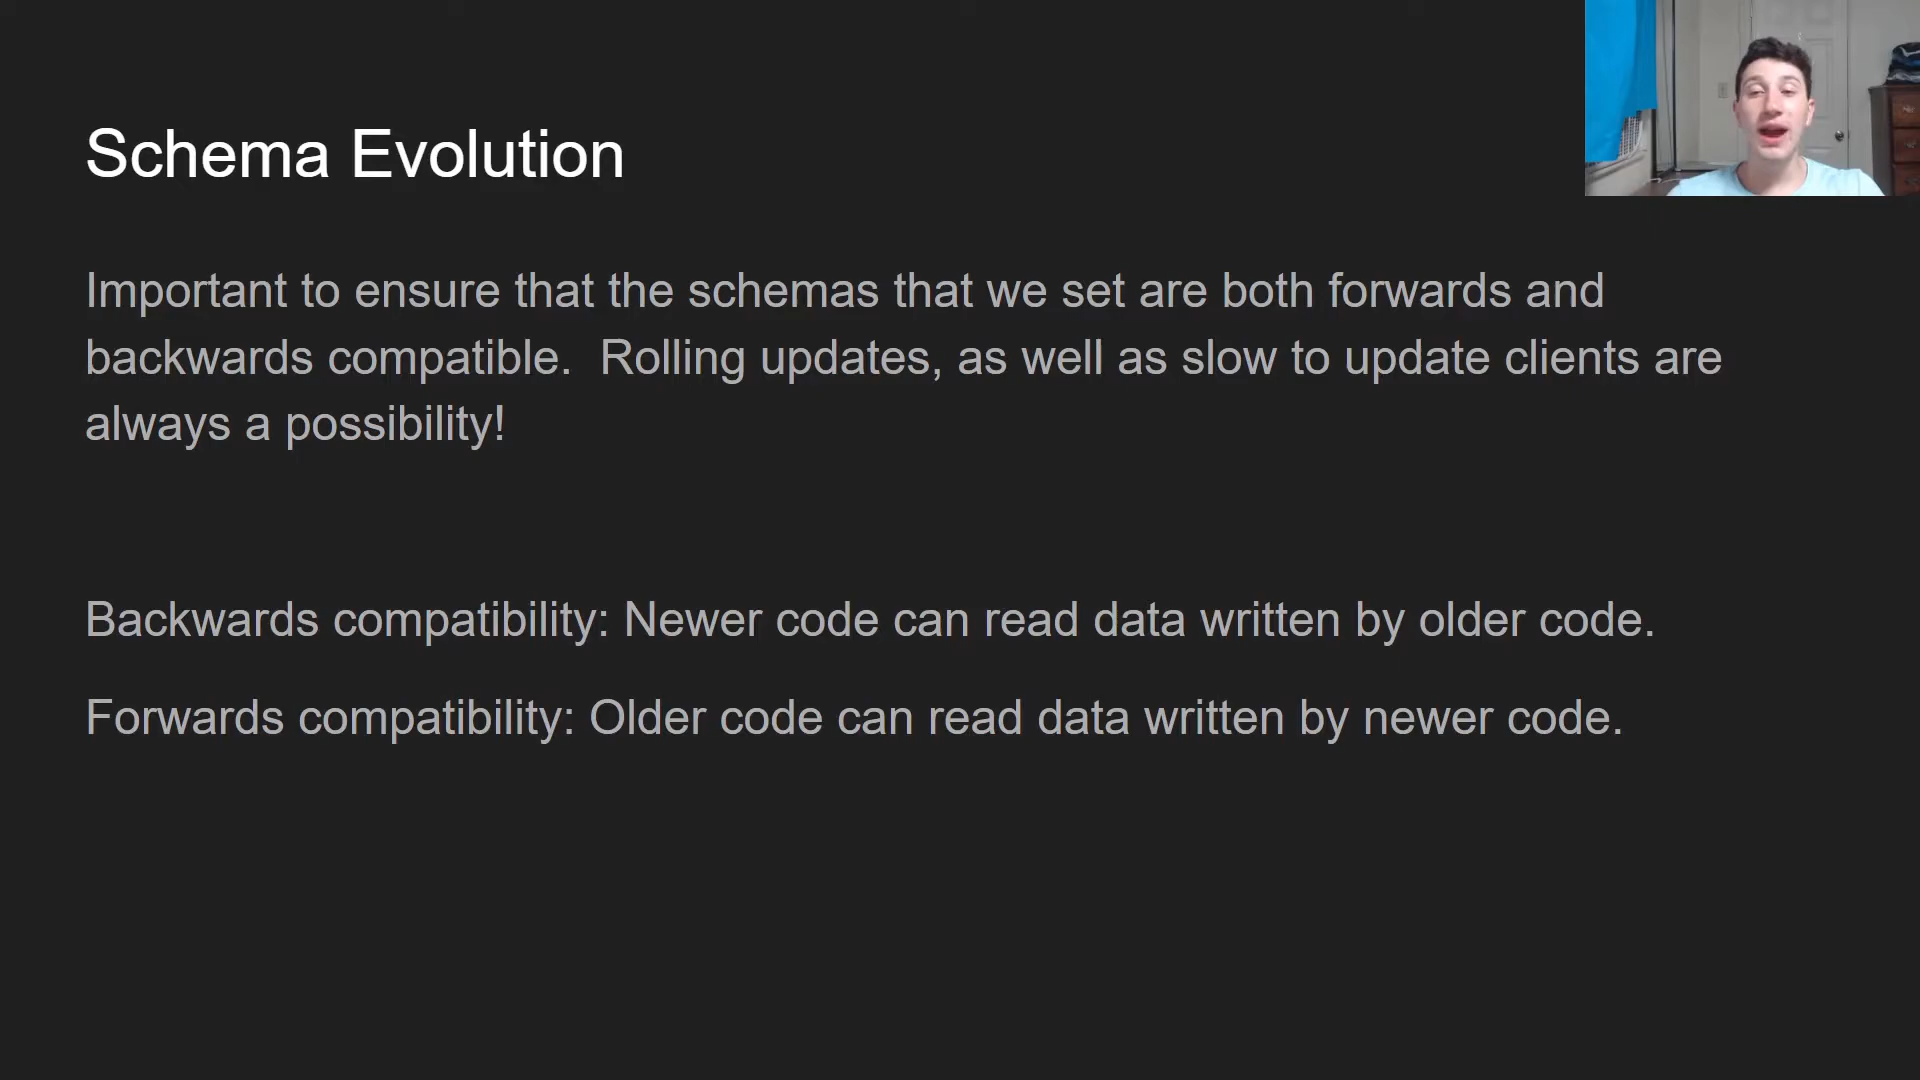 Schema Evolution
Important to ensure that the schemas that we set are both forwards and
backwards compatible.  Rolling updates, as well as slow to update clients are
always a possibility!
Backwards compatibility: Newer code can read data written by older code.
Forwards compatibility: Older code can read data written by newer code.